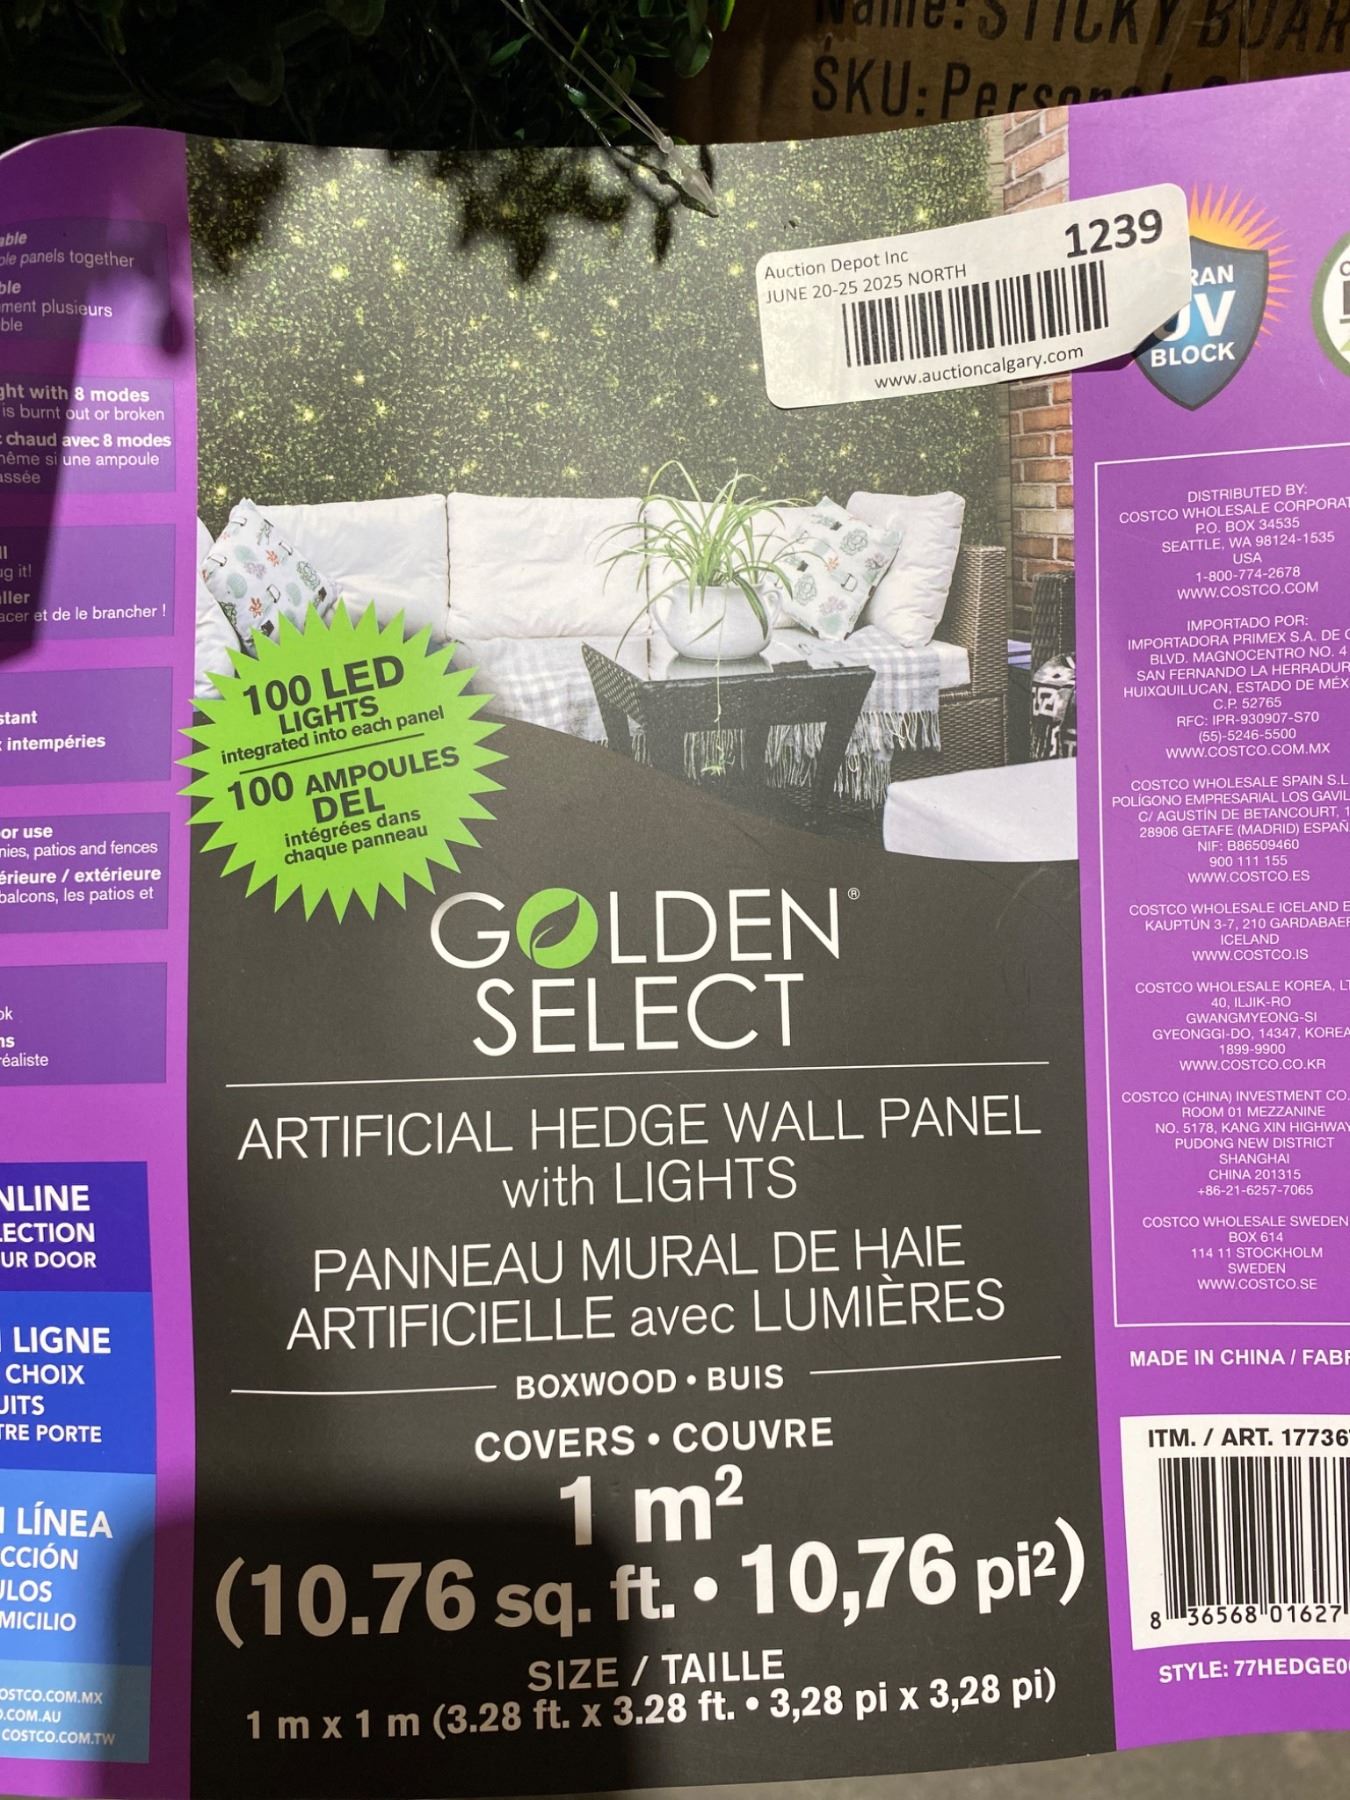 Name: STICKY BOAR
SKU: Personal
Auction Depot Inc
1239
JUNE 20-25 2025 NORTH
www.auctioncalgary.com
able
ple panels together
ble
ment plusieurs
ble
ght with 8 modes
is burnt out or broken
chaud avec 8 modes
même si une ampoule
assée
ug it!
aller
acer et de le brancher !
stant
x intempéries
or use
nies, patios and fences
érieure / extérieure
balcons, les patios et
ok
ns
réaliste
NLINE
LECTION
UR DOOR
LIGNE
CHOIX
UITS
TRE PORTE
LÍNEA
CCIÓN
ULOS
MICILIO
OSTCO.COM.MX
O.COM.AU
COSTCO.COM.TW
100 LED
LIGHTS
integrated into each panel
100 AMPOULES
DEL
intégrées dans
chaque panneau
GOLDEN®
SELECT
ARTIFICIAL HEDGE WALL PANEL
with LIGHTS
PANNEAU MURAL DE HAIE
ARTIFICIELLE avec LUMIÈRES
BOXWOOD • BUIS
COVERS • COUVRE
1 m²
(10.76 sq. ft. • 10,76 pi²)
SIZE / TAILLE
1 m x 1 m (3.28 ft. x 3.28 ft. • 3,28 pi x 3,28 pi)
RAN
UV
BLOCK
DISTRIBUTED BY:
COSTCO WHOLESALE CORPORAT
P.O. BOX 34535
SEATTLE, WA 98124-1535
USA
1-800-774-2678
WWW.COSTCO.COM
IMPORTADO POR:
IMPORTADORA PRIMEX S.A. DE C
BLVD. MAGNOCENTRO NO. 4
SAN FERNANDO LA HERRADUR
HUIXQUILUCAN, ESTADO DE MÉX
C.P. 52765
RFC: IPR-930907-S70
(55)-5246-5500
WWW.COSTCO.COM.MX
COSTCO WHOLESALE SPAIN S.L
POLÍGONO EMPRESARIAL LOS GAVIL
C/ AGUSTÍN DE BETANCOURT, 1
28906 GETAFE (MADRID) ESPAÑ
NIF: B86509460
900 111 155
WWW.COSTCO.ES
COSTCO WHOLESALE ICELAND E
KAUPTÚN 3-7, 210 GARDABAER
ICELAND
WWW.COSTCO.IS
COSTCO WHOLESALE KOREA, LT
40, ILJIK-RO
GWANGMYEONG-SI
GYEONGGI-DO, 14347, KOREA
1899-9900
WWW.COSTCO.CO.KR
COSTCO (CHINA) INVESTMENT CO.
ROOM 01 MEZZANINE
NO. 5178, KANG XIN HIGHWAY
PUDONG NEW DISTRICT
SHANGHAI
CHINA 201315
+86-21-6257-7065
COSTCO WHOLESALE SWEDEN
BOX 614
114 11 STOCKHOLM
SWEDEN
WWW.COSTCO.SE
MADE IN CHINA / FABR
ITM. / ART. 17736
8 36568 01627
STYLE: 77HEDGE0